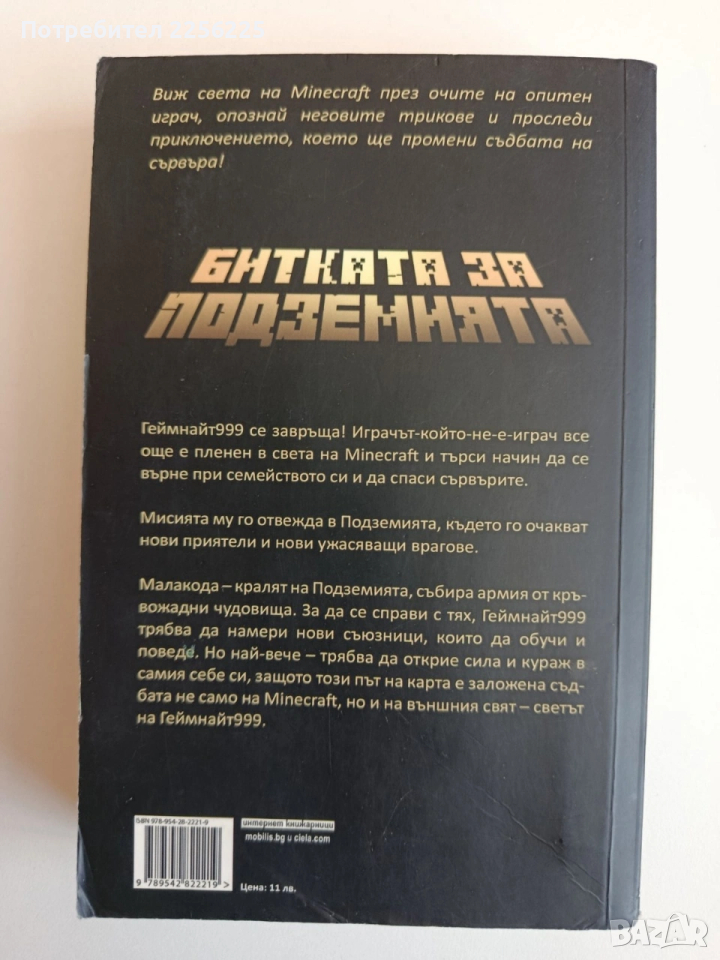 Виж света на Minecraft през очите на опитен
играч, опознай неговите трикове и проследи
приключението, което ще промени съдбата на
сървъра!
БИТКАТА ЗА
ПОДЗЕМИЯТА
Геймнайт999 се завръща! Играчът-който-не-е-играч все
още е пленен в света на Minecraft и търси начин да се
върне при семейството си и да спаси сървърите.
Мисията му го отвежда в Подземията, където го очакват
нови приятели и нови ужасяващи врагове.
Малакода – кралят на Подземията, събира армия от кръ-
вожадни чудовища. За да се справи с тях, Геймнайт999
трябва да намери нови съюзници, които да обучи и
поведе. Но най-вече – трябва да открие сила и кураж в
самия себе си, защото този път на карта е заложена съд-
бата не само на Minecraft, но и на външния свят – светът
на Геймнайт999.
ISBN 978-954-28-2221-9
9 789542 822219 >
интернет книжарници
mobilis.bg и ciela.com
Цена: 11 лв.
BAZAR